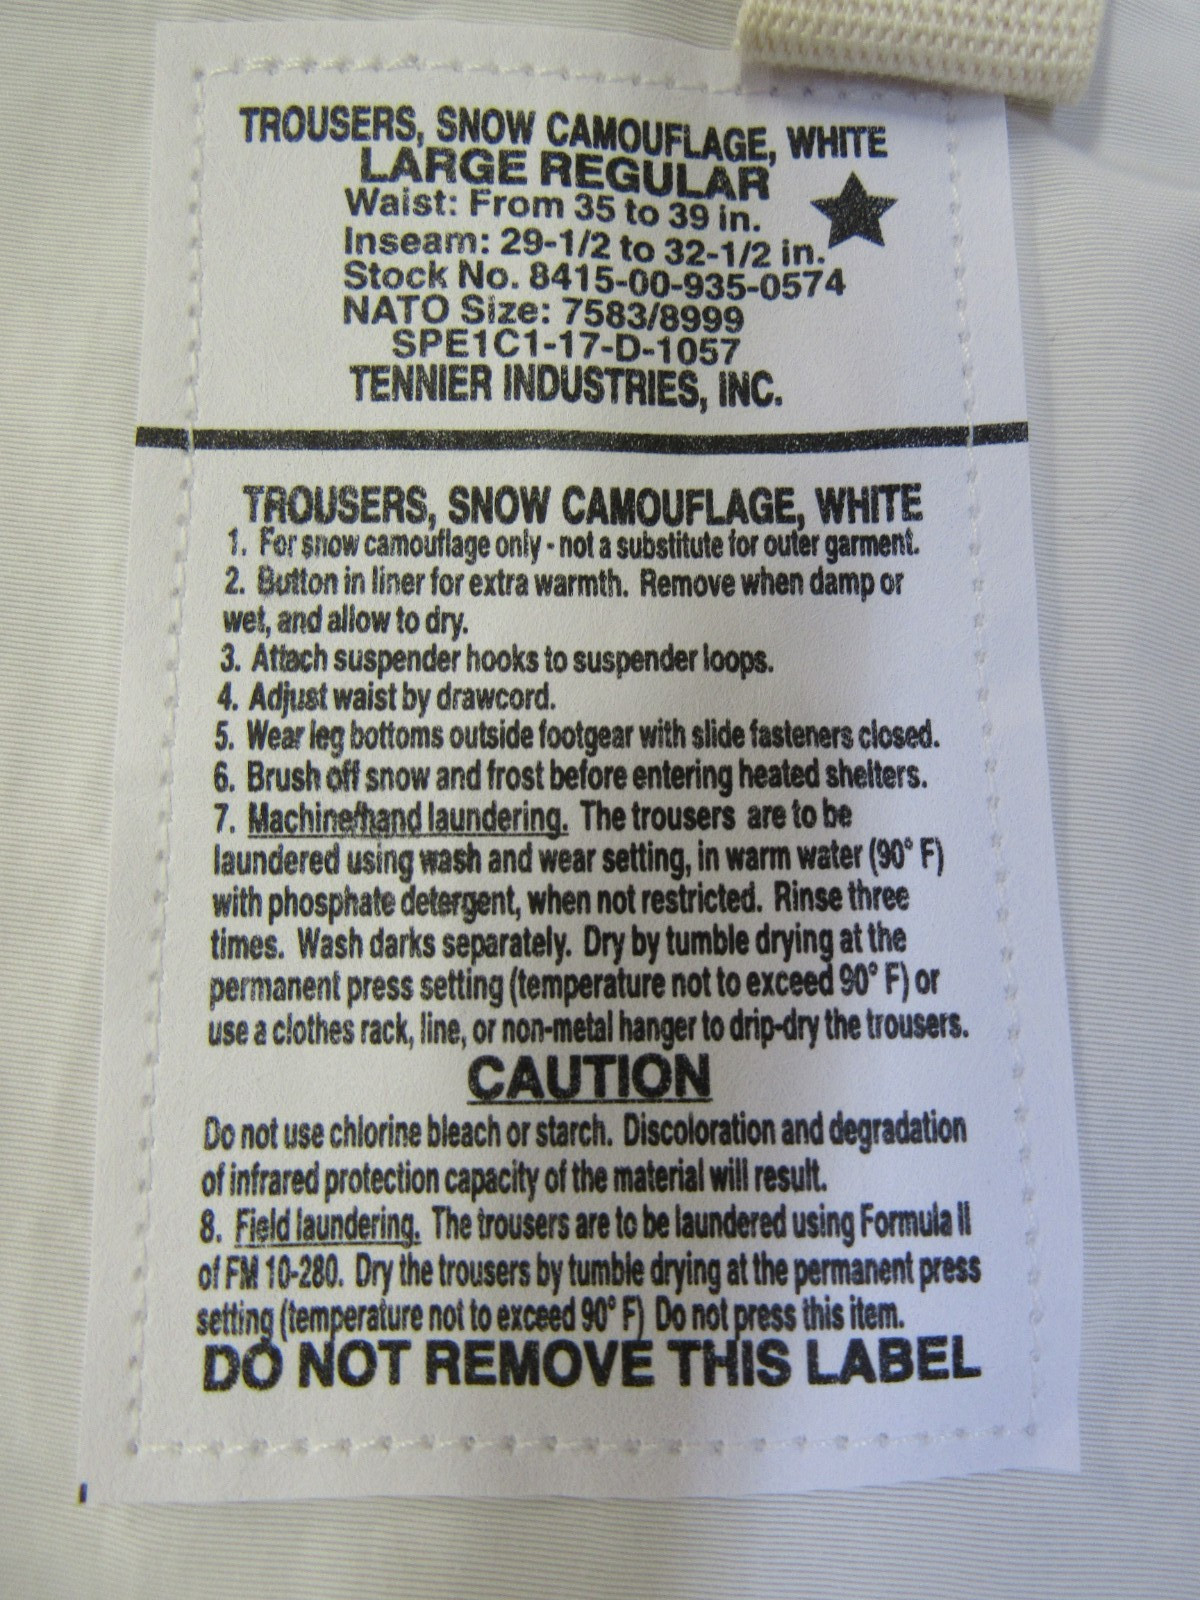 TROUSERS, SNOW CAMOUFLAGE, WHITE
LARGE REGULAR
Waist: From 35 to 39 in.
Inseam: 29-1/2 to 32-1/2 in.
Stock No. 8415-00-935-0574
NATO Size: 7583/8999
SPE1C1-17-D-1057
TENNIER INDUSTRIES, INC.
TROUSERS, SNOW CAMOUFLAGE, WHITE
1. For snow camouflage only - not a substitute for outer garment.
2. Button in liner for extra warmth. Remove when damp or
wet, and allow to dry.
3. Attach suspender hooks to suspender loops.
4. Adjust waist by drawcord.
5. Wear leg bottoms outside footgear with slide fasteners closed.
6. Brush off snow and frost before entering heated shelters.
7. Machine/hand laundering. The trousers are to be
laundered using wash and wear setting, in warm water (90° F)
with phosphate detergent, when not restricted. Rinse three
times. Wash darks separately. Dry by tumble drying at the
permanent press setting (temperature not to exceed 90° F) or
use a clothes rack, line, or non-metal hanger to drip-dry the trousers.
CAUTION
Do not use chlorine bleach or starch. Discoloration and degradation
of infrared protection capacity of the material will result.
8. Field laundering. The trousers are to be laundered using Formula II
of FM 10-280. Dry the trousers by tumble drying at the permanent press
setting (temperature not to exceed 90° F) Do not press this item.
DO NOT REMOVE THIS LABEL